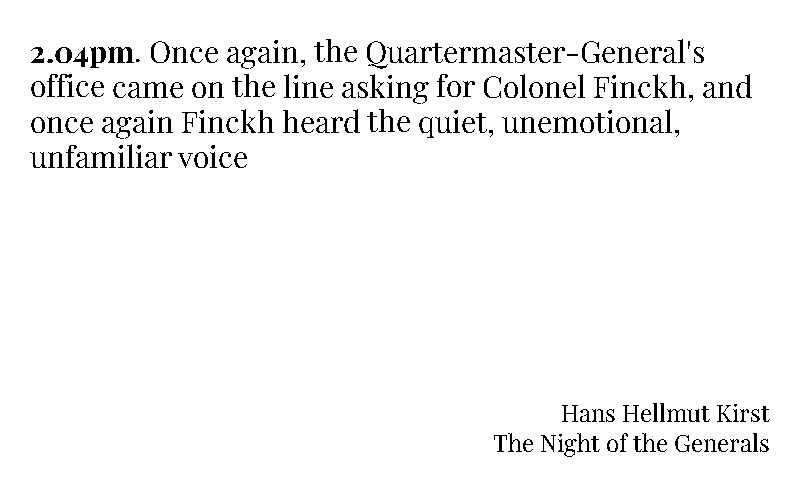 2.04pm. Once again, the Quartermaster-General's
office came on the line asking for Colonel Finckh, and
once again Finckh heard the quiet, unemotional,
unfamiliar voice
Hans Hellmut Kirst
The Night of the Generals